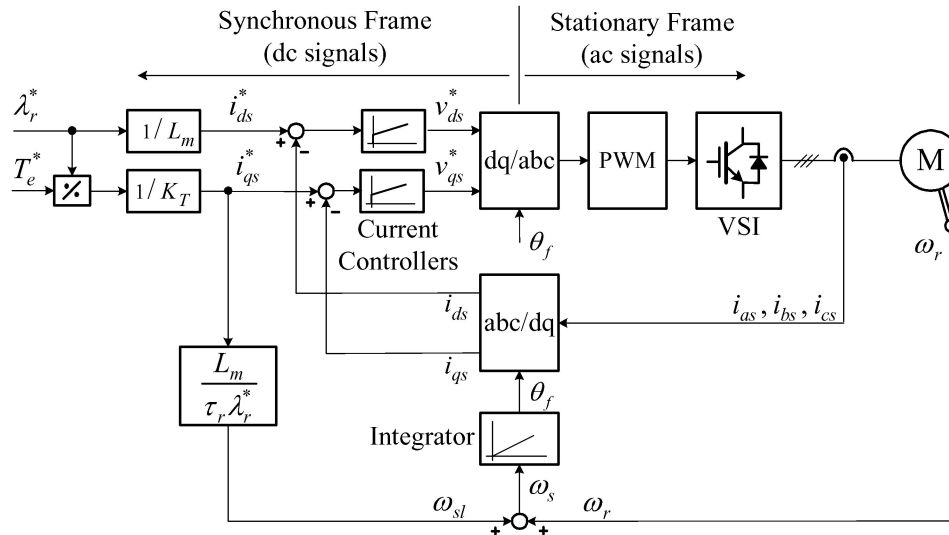 Synchronous Frame
(dc signals)
Stationary Frame
(ac signals)
λ_r^*
1/L_m
i_ds^*
+
−
v_ds^*
dq/abc
PWM
VSI
M
ω_r
T_e^*
%
1/K_T
i_qs^*
+
−
v_qs^*
Current
Controllers
θ_f
i_ds
abc/dq
i_as, i_bs, i_cs
i_qs
θ_f
L_m
τ_r λ_r^*
Integrator
ω_s
ω_sl
ω_r
+
+